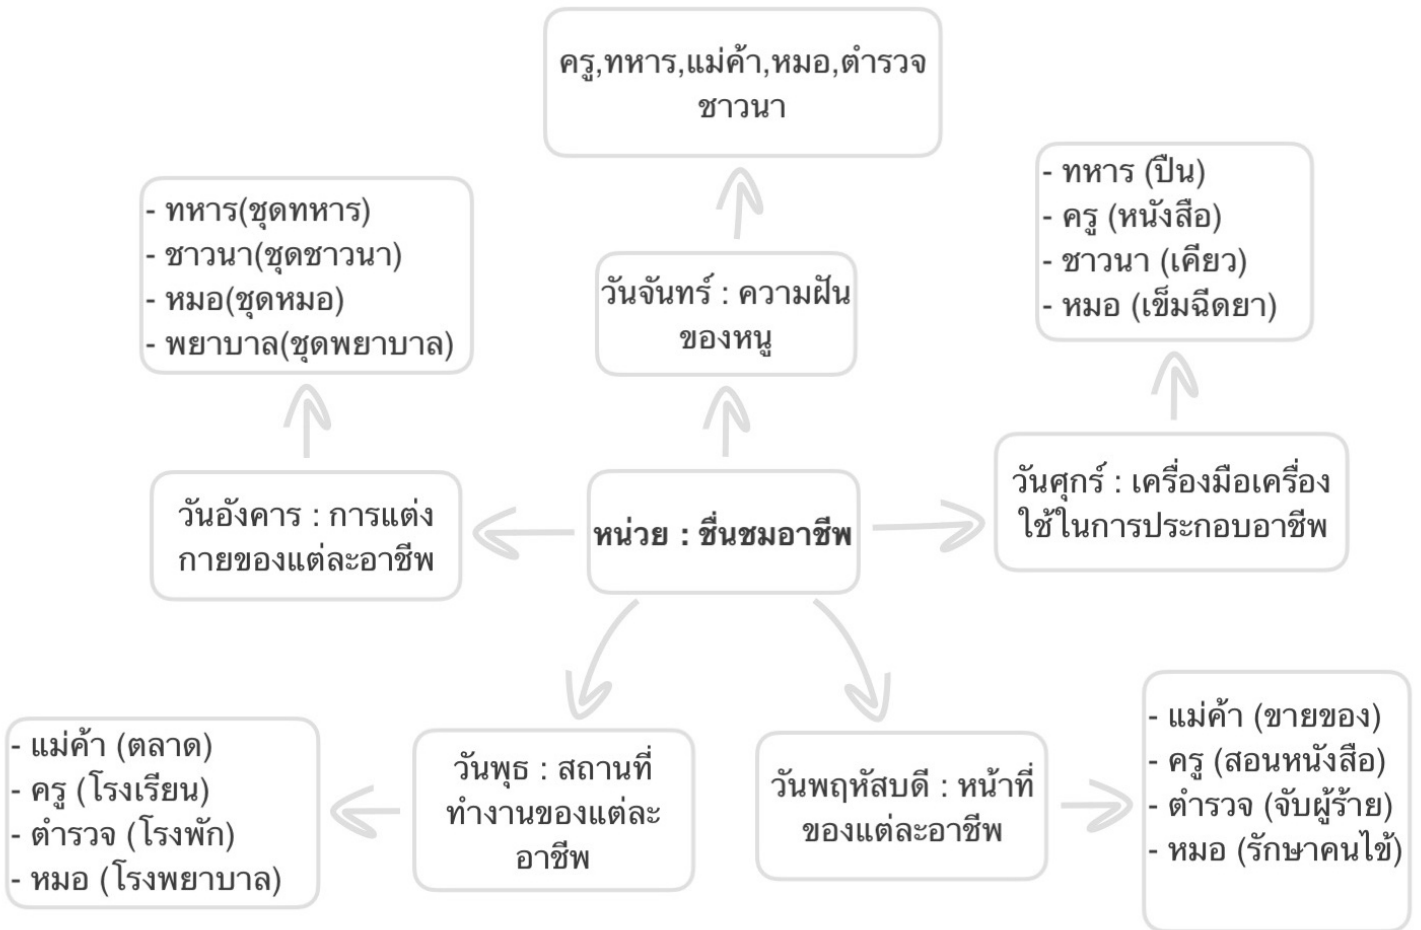 ครู,ทหาร,แม่ค้า,หมอ,ตำรวจ
ชาวนา
- ทหาร(ชุดทหาร)
- ชาวนา(ชุดชาวนา)
- หมอ(ชุดหมอ)
- พยาบาล(ชุดพยาบาล)
วันจันทร์ : ความฝัน
ของหนู
- ทหาร (ปืน)
- ครู (หนังสือ)
- ชาวนา (เคียว)
- หมอ (เข็มฉีดยา)
วันอังคาร : การแต่ง
กายของแต่ละอาชีพ
หน่วย : ชื่นชมอาชีพ
วันศุกร์ : เครื่องมือเครื่อง
ใช้ในการประกอบอาชีพ
- แม่ค้า (ตลาด)
- ครู (โรงเรียน)
- ตำรวจ (โรงพัก)
- หมอ (โรงพยาบาล)
วันพุธ : สถานที่
ทำงานของแต่ละ
อาชีพ
วันพฤหัสบดี : หน้าที่
ของแต่ละอาชีพ
- แม่ค้า (ขายของ)
- ครู (สอนหนังสือ)
- ตำรวจ (จับผู้ร้าย)
- หมอ (รักษาคนไข้)